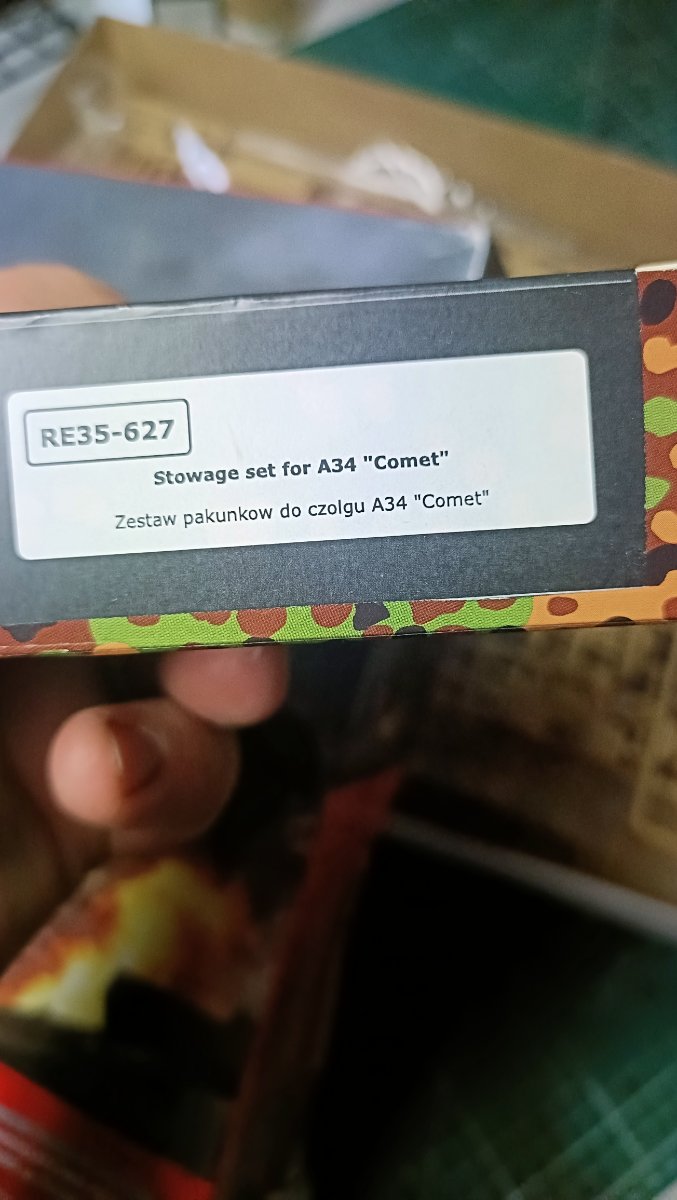 RE35-627
Stowage set for A34 "Comet"
Zestaw pakunkow do czolgu A34 "Comet"